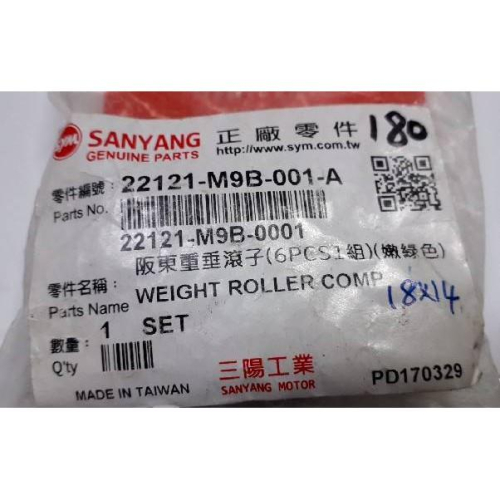 SYM SANYANG 正廠零件 180
GENUINE PARTS http://www.sym.com.tw
零件編號: 22121-M9B-001-A
Parts No.
22121-M9B-0001
阪東重垂滾子(6PCS1組)(嫩綠色)
零件名稱:
Parts Name WEIGHT ROLLER COMP
18x14
數量: 1 SET
Q'ty
三陽工業
MADE IN TAIWAN SANYANG MOTOR PD170329